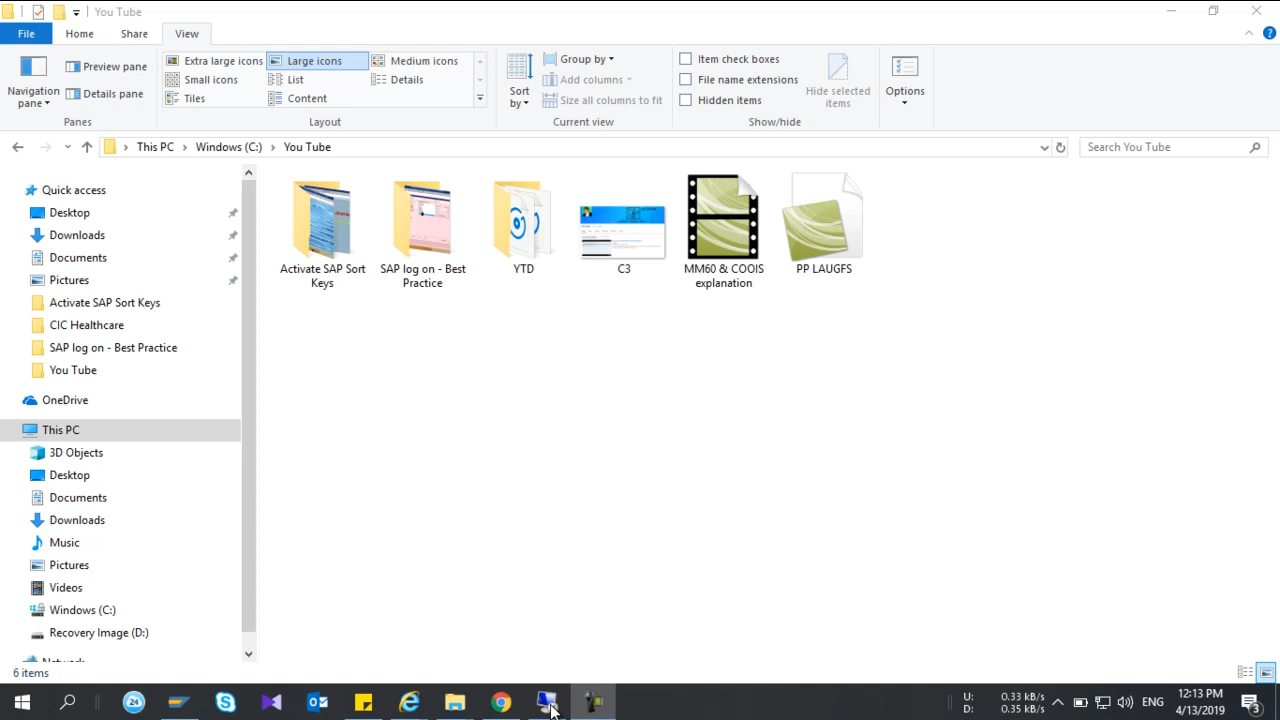 You Tube
File Home Share View
Navigation pane Preview pane Details pane
Panes
Extra large icons Large icons Medium icons
Small icons List Details
Tiles Content
Layout
Sort by Group by
Add columns
Size all columns to fit
Current view
Item check boxes
File name extensions
Hidden items
Hide selected items
Show/hide
Options
This PC Windows (C:) You Tube
Search You Tube
Quick access
Desktop
Downloads
Documents
Pictures
Activate SAP Sort Keys
CIC Healthcare
SAP log on - Best Practice
You Tube
OneDrive
This PC
3D Objects
Desktop
Documents
Downloads
Music
Pictures
Videos
Windows (C:)
Recovery Image (D:)
Network
Activate SAP Sort Keys
SAP log on - Best Practice
YTD
C3
MM60 & COOIS explanation
PP LAUGFS
6 items
24
U: 0.33 kB/s
D: 0.35 kB/s
ENG
12:13 PM
4/13/2019
3